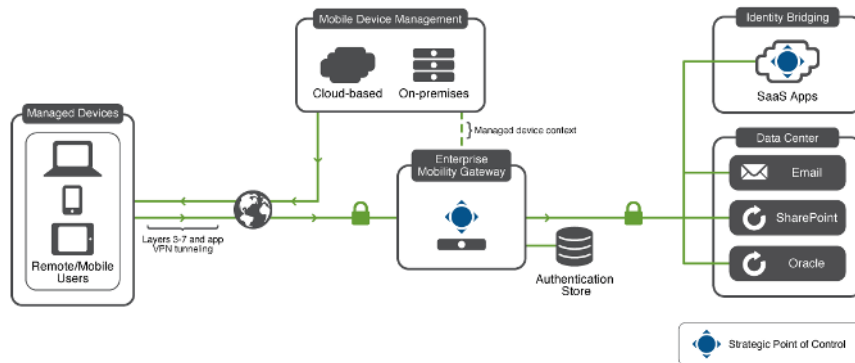 Mobile Device Management
Cloud-based
On-premises
Identity Bridging
SaaS Apps
Managed Devices
Remote/Mobile
Users
Layers 3-7 and app
VPN tunneling
Managed device context
Enterprise
Mobility Gateway
Authentication
Store
Data Center
Email
SharePoint
Oracle
Strategic Point of Control